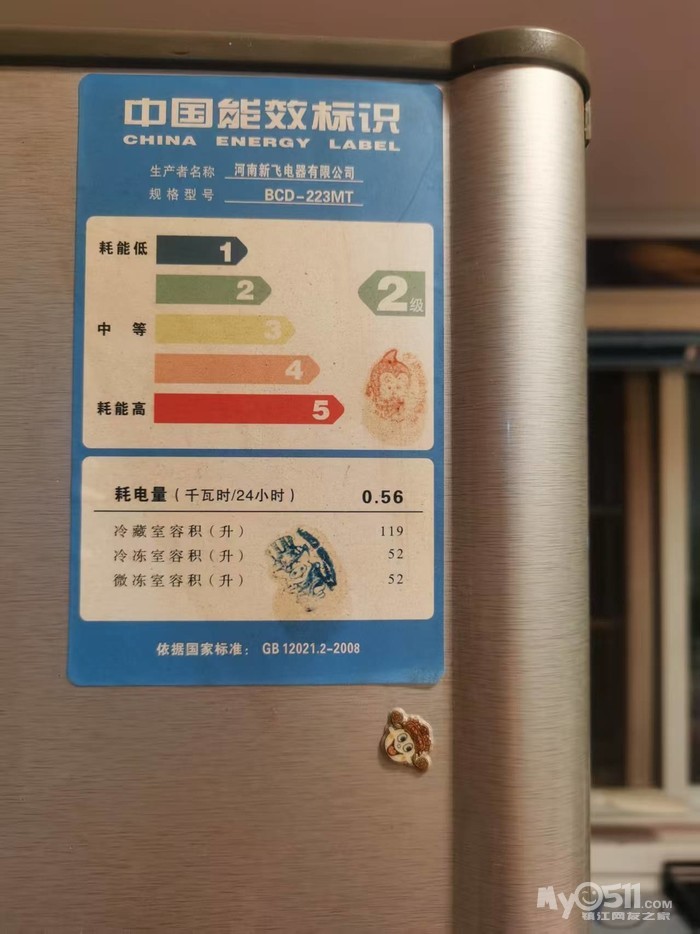 中国能效标识
CHINA ENERGY LABEL
生产者名称 河南新飞电器有限公司
规格型号 BCD-223MT
耗能低 1
2
2级
中 等 3
4
耗能高 5
耗电量(千瓦时/24小时) 0.56
冷藏室容积(升) 119
冷冻室容积(升) 52
微冻室容积(升) 52
依据国家标准: GB 12021.2-2008
My0511.COM
镇江网友之家